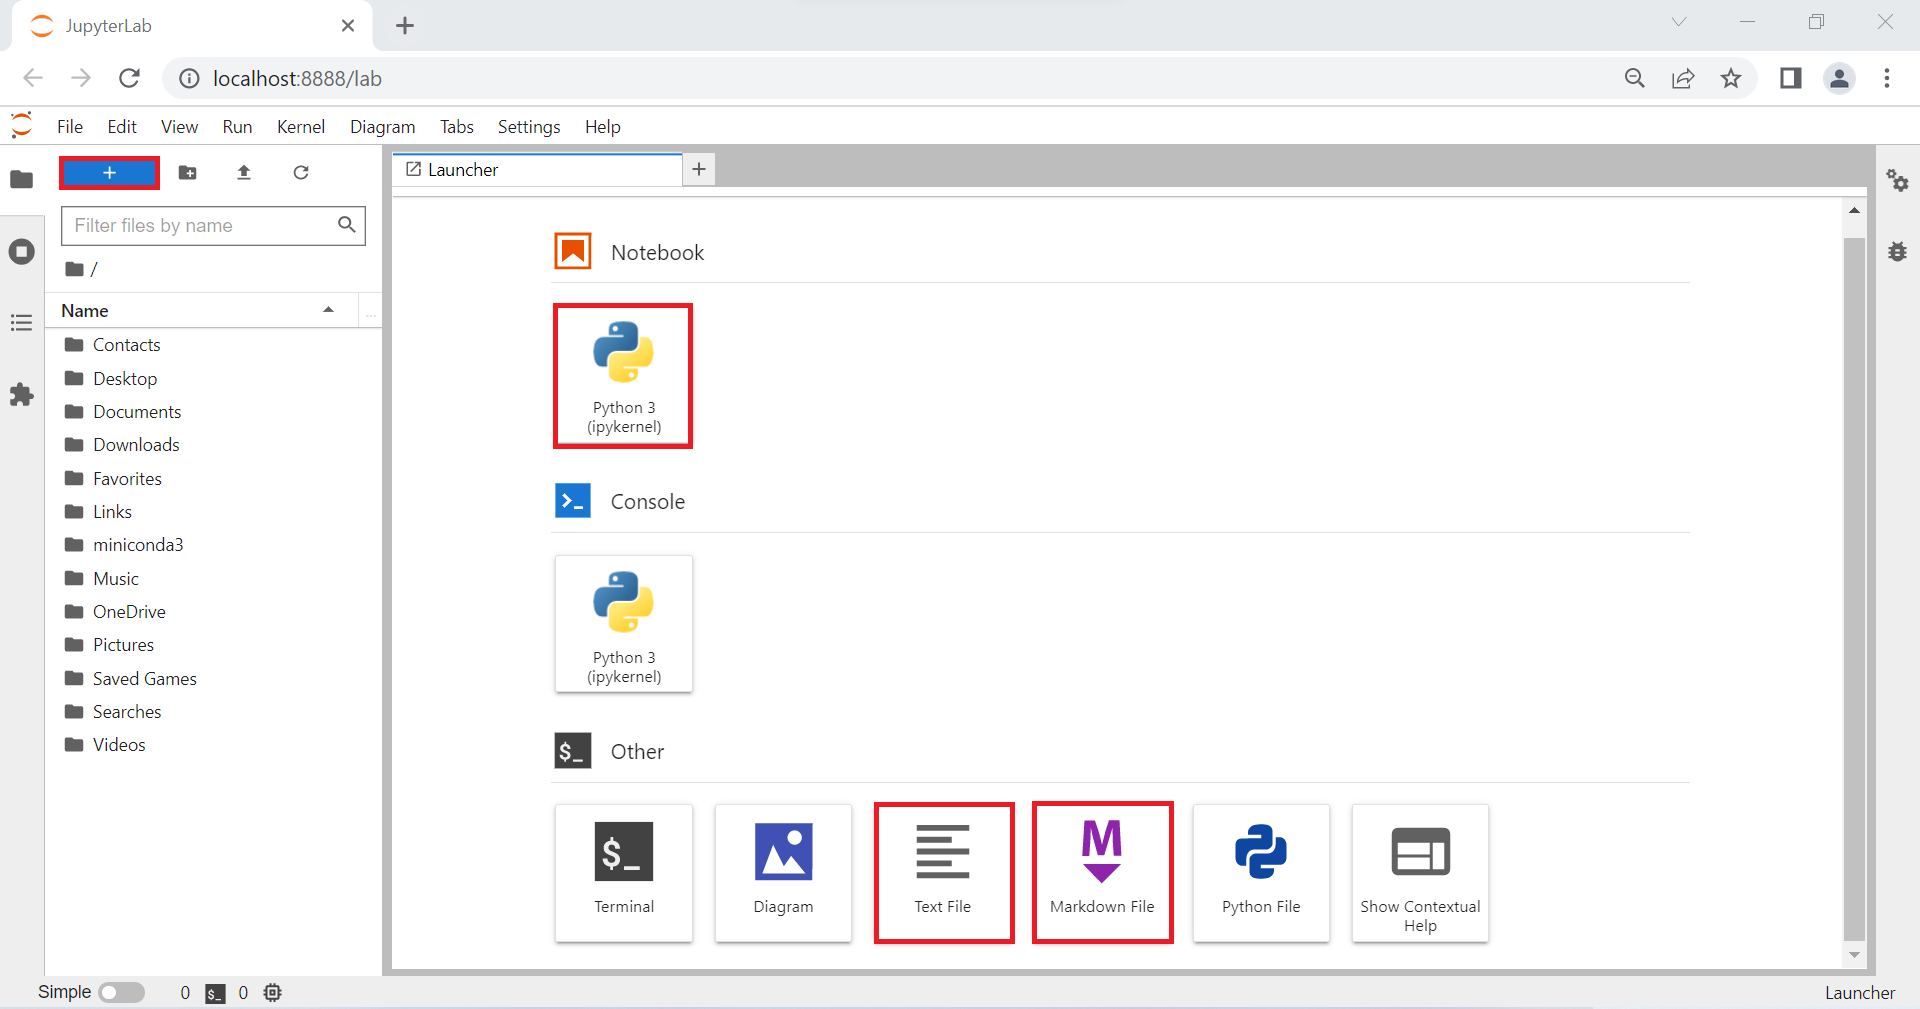 JupyterLab
localhost:8888/lab
File Edit View Run Kernel Diagram Tabs Settings Help
+
Launcher
+
Filter files by name
/
Name
...
Contacts
Desktop
Documents
Downloads
Favorites
Links
miniconda3
Music
OneDrive
Pictures
Saved Games
Searches
Videos
Notebook
Python 3
(ipykernel)
>_ Console
Python 3
(ipykernel)
$_ Other
$_
Terminal
Diagram
Text File
M
Markdown File
Python File
Show Contextual
Help
Simple 0 $_ 0
Launcher